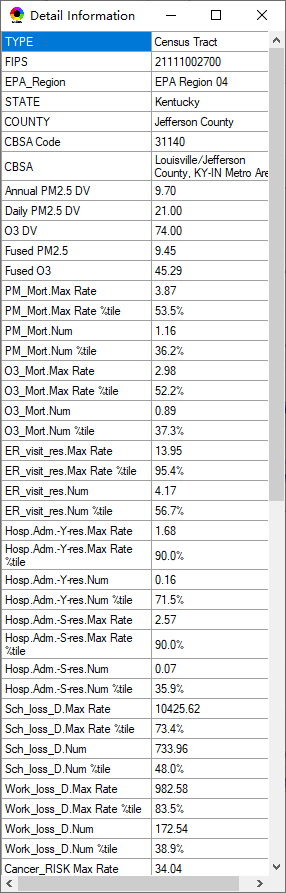 Detail Information
TYPE Census Tract
FIPS 21111002700
EPA_Region EPA Region 04
STATE Kentucky
COUNTY Jefferson County
CBSA Code 31140
CBSA Louisville/Jefferson
County, KY-IN Metro Are
Annual PM2.5 DV 9.70
Daily PM2.5 DV 21.00
O3 DV 74.00
Fused PM2.5 9.45
Fused O3 45.29
PM_Mort.Max Rate 3.87
PM_Mort.Max Rate %tile 53.5%
PM_Mort.Num 1.16
PM_Mort.Num %tile 36.2%
O3_Mort.Max Rate 2.98
O3_Mort.Max Rate %tile 52.2%
O3_Mort.Num 0.89
O3_Mort.Num %tile 37.3%
ER_visit_res.Max Rate 13.95
ER_visit_res.Max Rate %tile 95.4%
ER_visit_res.Num 4.17
ER_visit_res.Num %tile 56.7%
Hosp.Adm.-Y-res.Max Rate 1.68
Hosp.Adm.-Y-res.Max Rate
%tile 90.0%
Hosp.Adm.-Y-res.Num 0.16
Hosp.Adm.-Y-res.Num %tile 71.5%
Hosp.Adm.-S-res.Max Rate 2.57
Hosp.Adm.-S-res.Max Rate
%tile 90.0%
Hosp.Adm.-S-res.Num 0.07
Hosp.Adm.-S-res.Num %tile 35.9%
Sch_loss_D.Max Rate 10425.62
Sch_loss_D.Max Rate %tile 73.4%
Sch_loss_D.Num 733.96
Sch_loss_D.Num %tile 48.0%
Work_loss_D.Max Rate 982.58
Work_loss_D.Max Rate %tile 83.5%
Work_loss_D.Num 172.54
Work_loss_D.Num %tile 38.9%
Cancer_RISK Max Rate 34.04